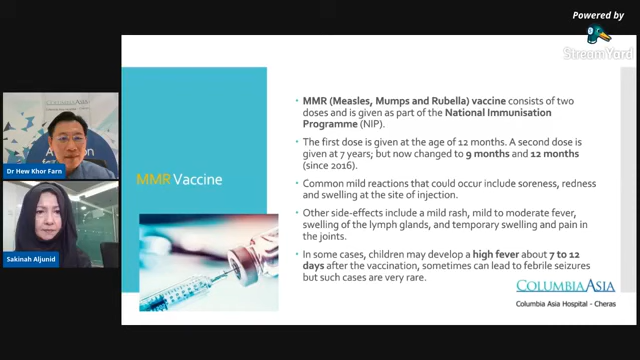 Powered by
StreamYard
Dr Hew Khor Farn
Sakinah Aljunid
MMR Vaccine
• MMR (Measles, Mumps and Rubella) vaccine consists of two
doses and is given as part of the National Immunisation
Programme (NIP).
• The first dose is given at the age of 12 months. A second dose is
given at 7 years; but now changed to 9 months and 12 months
(since 2016).
• Common mild reactions that could occur include soreness, redness
and swelling at the site of injection.
• Other side-effects include a mild rash, mild to moderate fever,
swelling of the lymph glands, and temporary swelling and pain in
the joints.
• In some cases, children may develop a high fever about 7 to 12
days after the vaccination, sometimes can lead to febrile seizures
but such cases are very rare.
COLUMBIA ASIA
Columbia Asia Hospital - Cheras